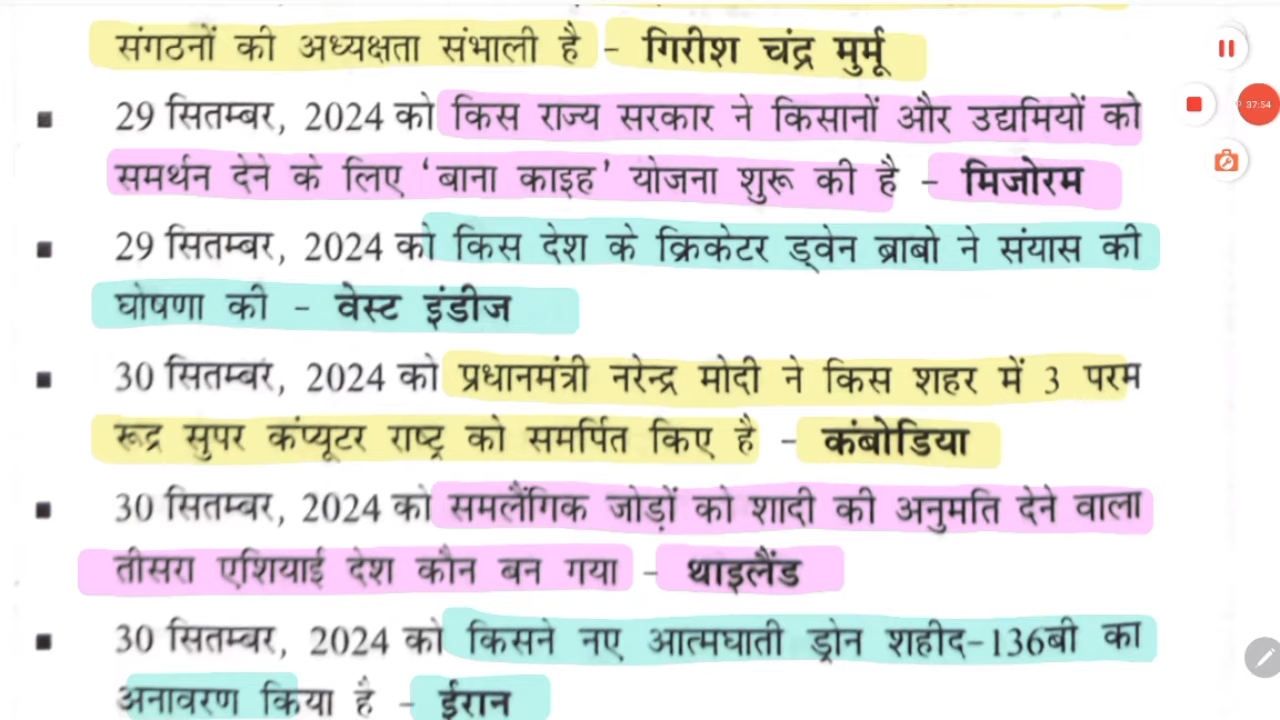 संगठनों की अध्यक्षता संभाली है - गिरीश चंद्र मुर्मू
▪ 29 सितम्बर, 2024 को किस राज्य सरकार ने किसानों और उद्यमियों को
समर्थन देने के लिए ‘बाना काइह’ योजना शुरू की है - मिजोरम
▪ 29 सितम्बर, 2024 को किस देश के क्रिकेटर ड्वेन ब्राबो ने संयास की
घोषणा की - वेस्ट इंडीज
▪ 30 सितम्बर, 2024 को प्रधानमंत्री नरेन्द्र मोदी ने किस शहर में 3 परम
रूद्र सुपर कंप्यूटर राष्ट्र को समर्पित किए है - कंबोडिया
▪ 30 सितम्बर, 2024 को समलैंगिक जोड़ों को शादी की अनुमति देने वाला
तीसरा एशियाई देश कौन बन गया - थाइलैंड
▪ 30 सितम्बर, 2024 को किसने नए आत्मघाती ड्रोन शहीद-136बी का
अनावरण किया है - ईरान
37:54